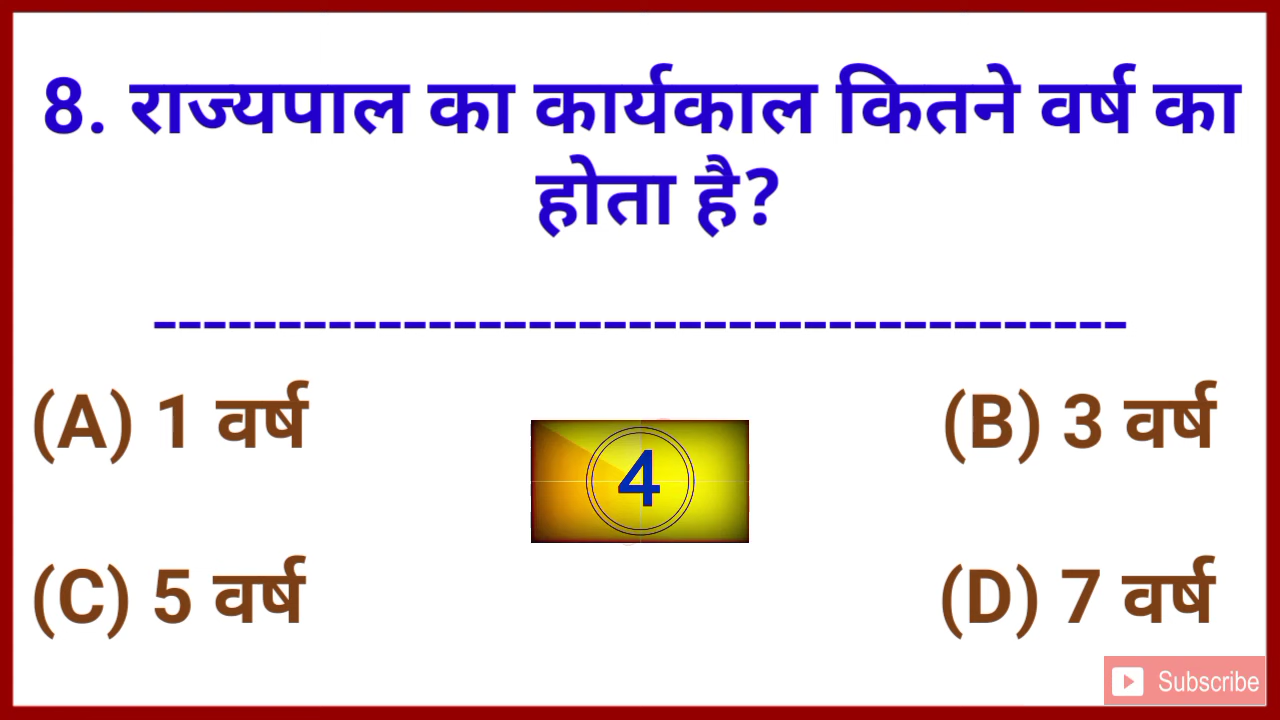 8. राज्यपाल का कार्यकाल कितने वर्ष का
होता है?
---------------------------------------
(A) 1 वर्ष
(B) 3 वर्ष
4
(C) 5 वर्ष
(D) 7 वर्ष
Subscribe